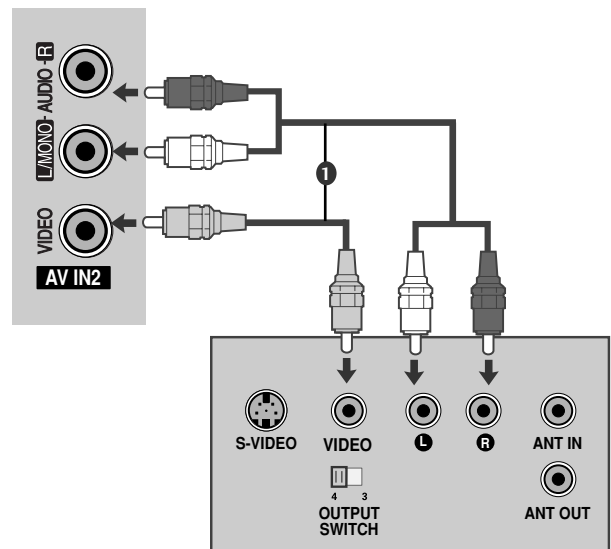 L/MONO - AUDIO - R
VIDEO
AV IN2
1
S-VIDEO
VIDEO
L
R
ANT IN
4
3
OUTPUT
SWITCH
ANT OUT